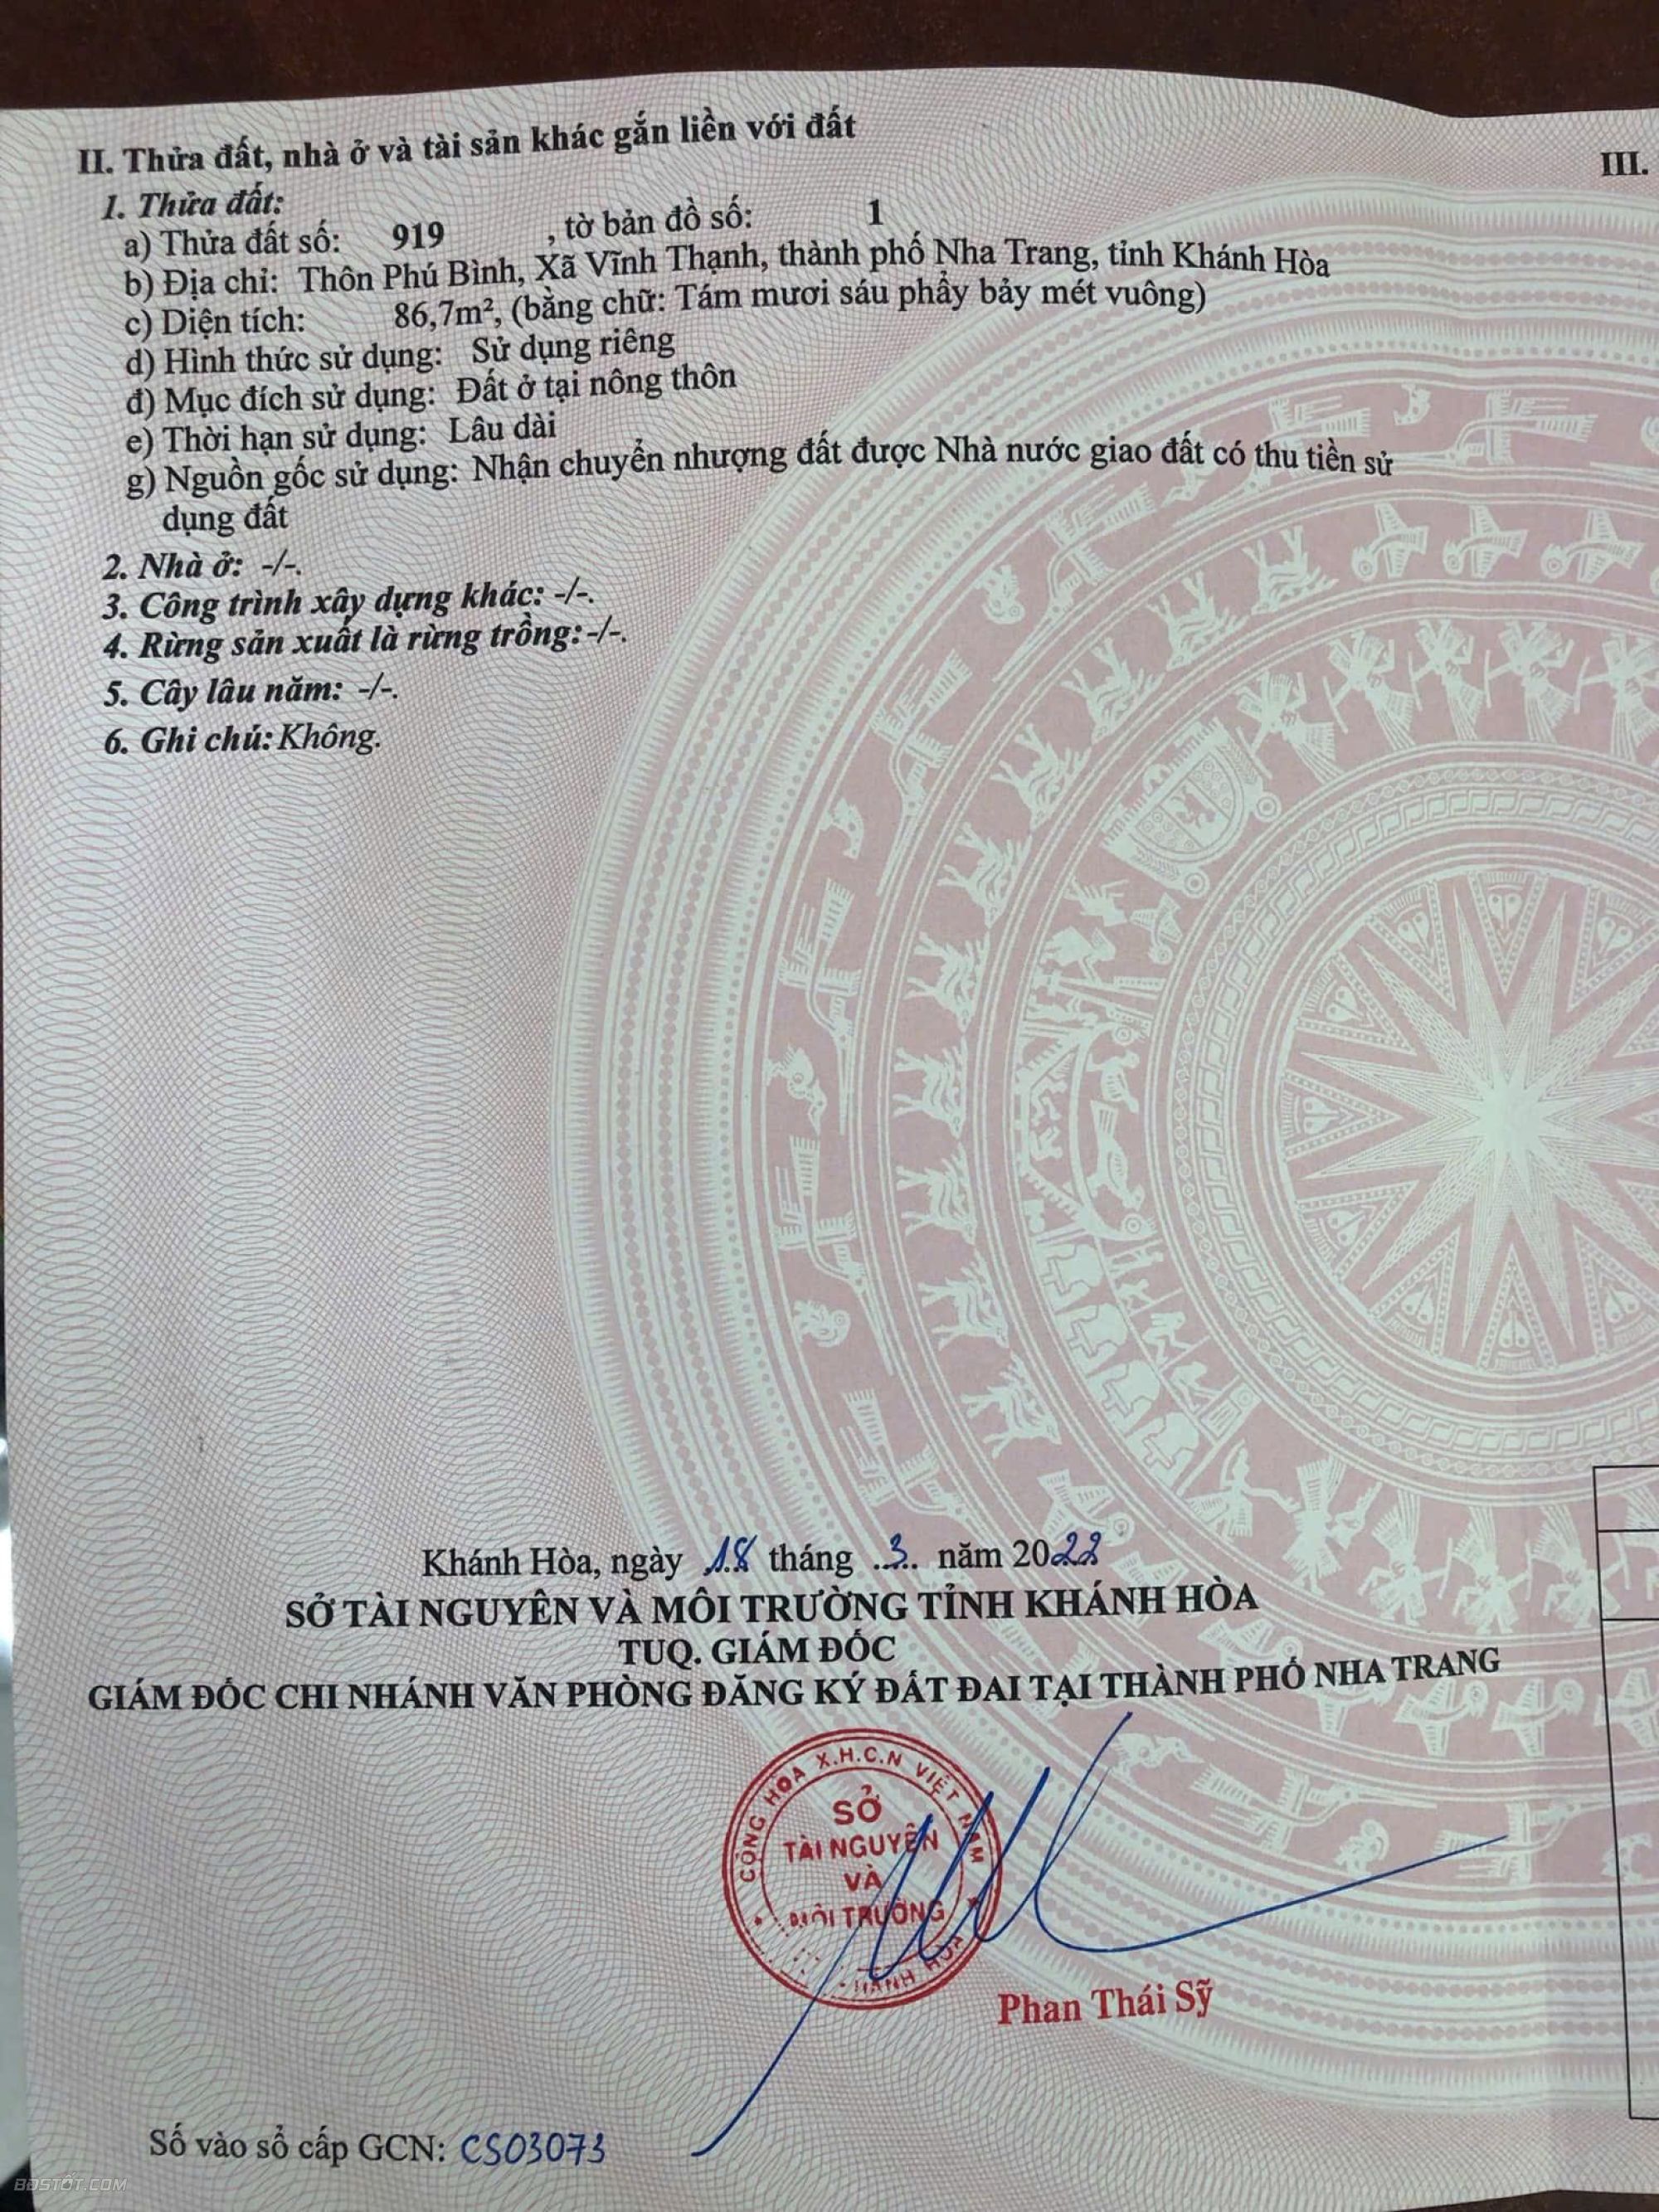 II. Thửa đất, nhà ở và tài sản khác gắn liền với đất
III.
1. Thửa đất:
a) Thửa đất số: 919 , tờ bản đồ số: 1
b) Địa chỉ: Thôn Phú Bình, Xã Vĩnh Thạnh, thành phố Nha Trang, tỉnh Khánh Hòa
c) Diện tích: 86,7m², (bằng chữ: Tám mươi sáu phẩy bảy mét vuông)
d) Hình thức sử dụng: Sử dụng riêng
đ) Mục đích sử dụng: Đất ở tại nông thôn
e) Thời hạn sử dụng: Lâu dài
g) Nguồn gốc sử dụng: Nhận chuyển nhượng đất được Nhà nước giao đất có thu tiền sử
dụng đất
2. Nhà ở: -/-.
3. Công trình xây dựng khác: -/-.
4. Rừng sản xuất là rừng trồng:-/-.
5. Cây lâu năm: -/-.
6. Ghi chú: Không.
Khánh Hòa, ngày 18 tháng .3.. năm 2022
SỞ TÀI NGUYÊN VÀ MÔI TRƯỜNG TỈNH KHÁNH HÒA
TUQ. GIÁM ĐỐC
GIÁM ĐỐC CHI NHÁNH VĂN PHÒNG ĐĂNG KÝ ĐẤT ĐAI TẠI THÀNH PHỐ NHA TRANG
CỘNG HÒA X.H.C.N VIỆT NAM
SỞ
TÀI NGUYÊN
VÀ
MÔI TRƯỜNG
HÒA
Phan Thái Sỹ
Số vào sổ cấp GCN: CS03073
BDSTỐT.COM